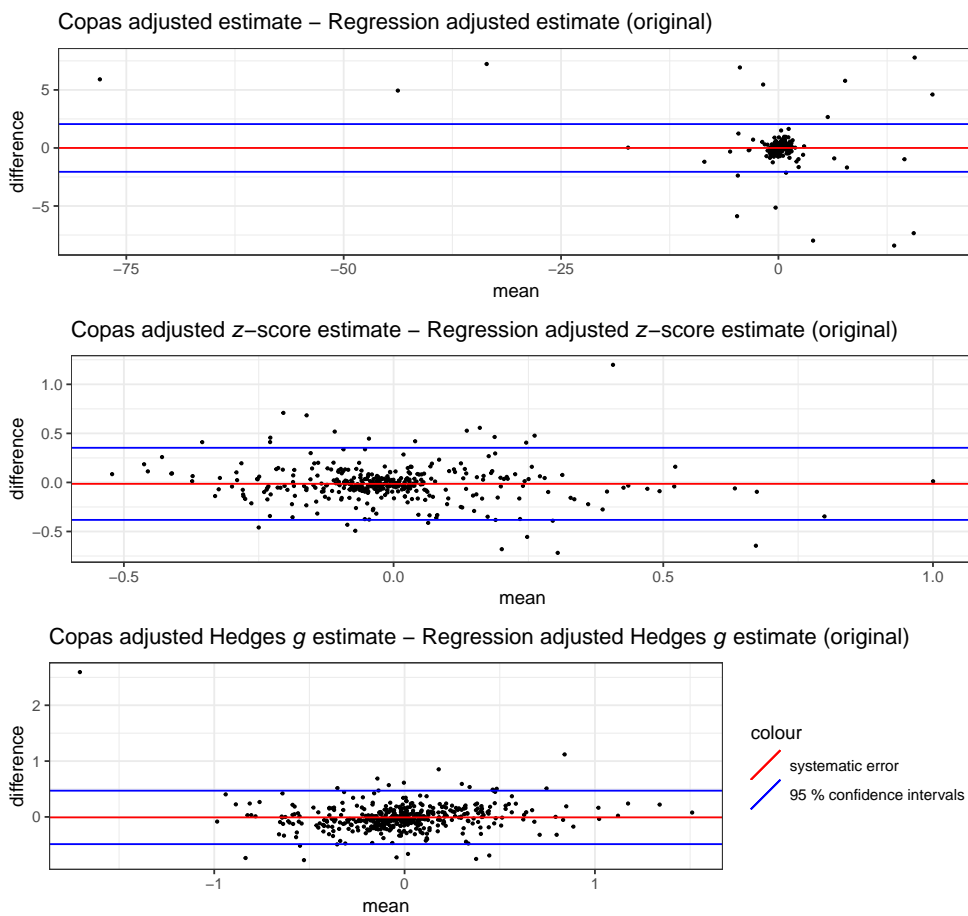 Copas adjusted estimate − Regression adjusted estimate (original)
5
0
−5
difference
−75
−50
−25
0
mean
Copas adjusted z−score estimate − Regression adjusted z−score estimate (original)
1.0
0.5
0.0
−0.5
difference
−0.5
0.0
0.5
1.0
mean
Copas adjusted Hedges g estimate − Regression adjusted Hedges g estimate (original)
2
1
0
difference
−1
0
1
mean
colour
systematic error
95 % confidence intervals